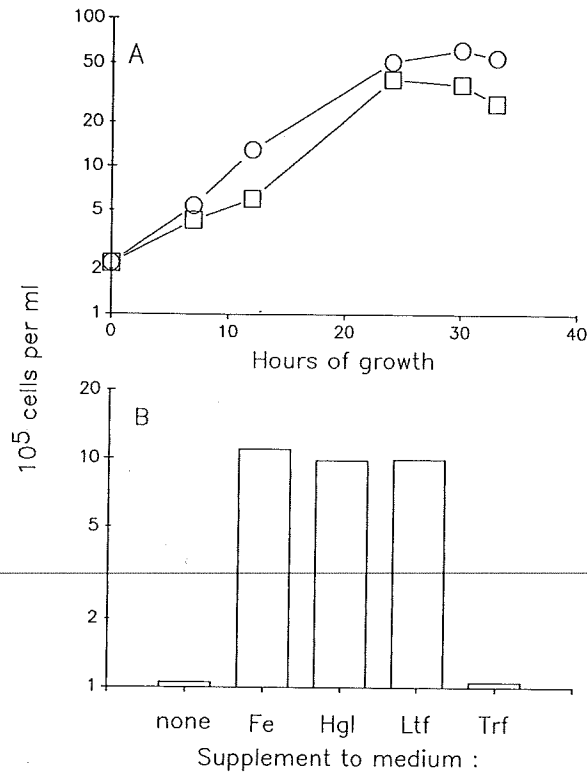 A
100
50
20
10
5
2
1
0
10
20
30
40
Hours of growth
10⁵ cells per ml
B
20
10
5
2
1
none Fe Hgl Ltf Trf
Supplement to medium :